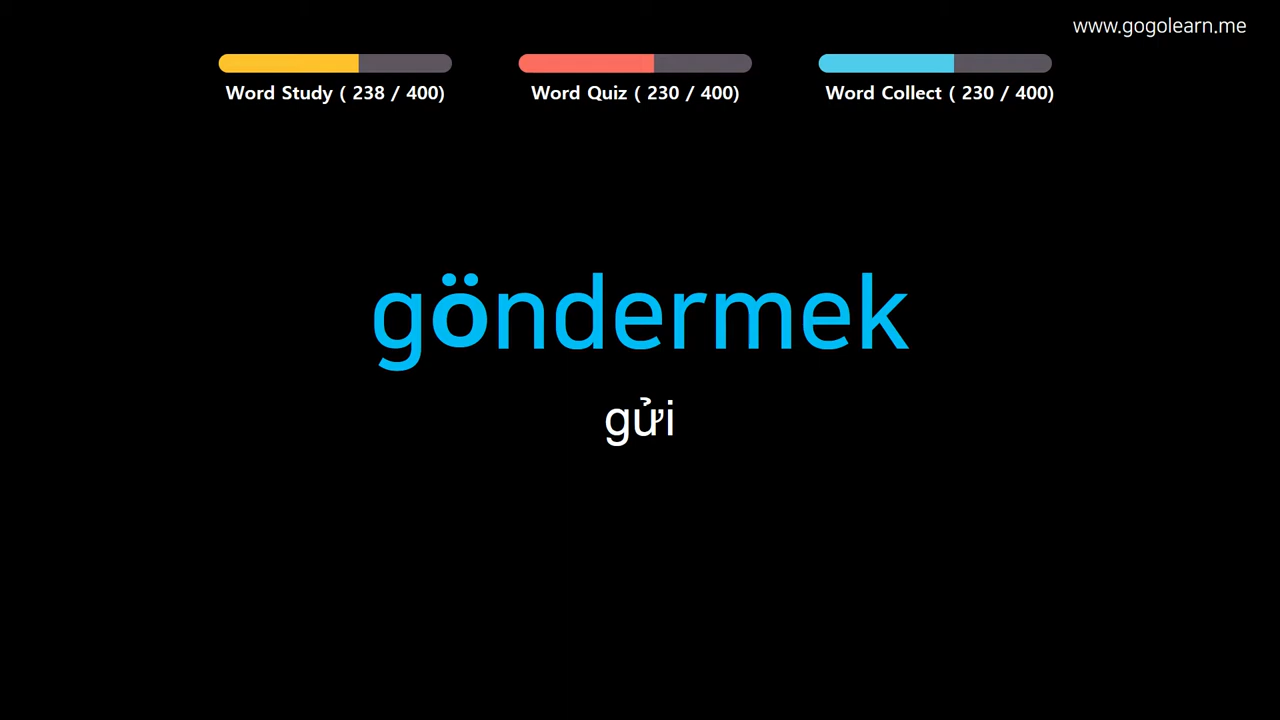 www.gogolearn.me
Word Study ( 238 / 400)
Word Quiz ( 230 / 400)
Word Collect ( 230 / 400)
göndermek
gửi